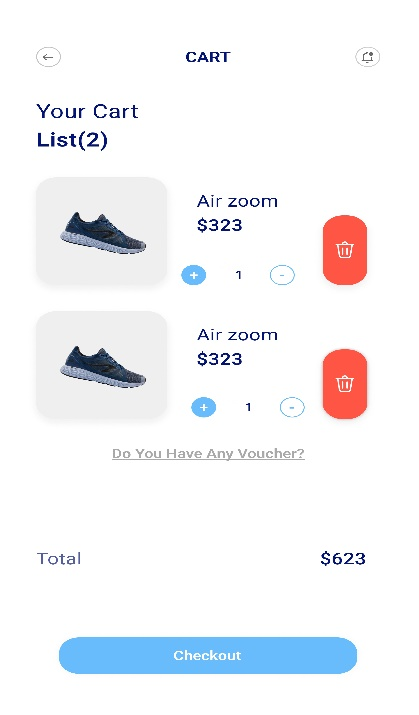 CART
Your Cart
List(2)
Air zoom
$323
+ 1 -
Air zoom
$323
+ 1 -
Do You Have Any Voucher?
Total $623
Checkout